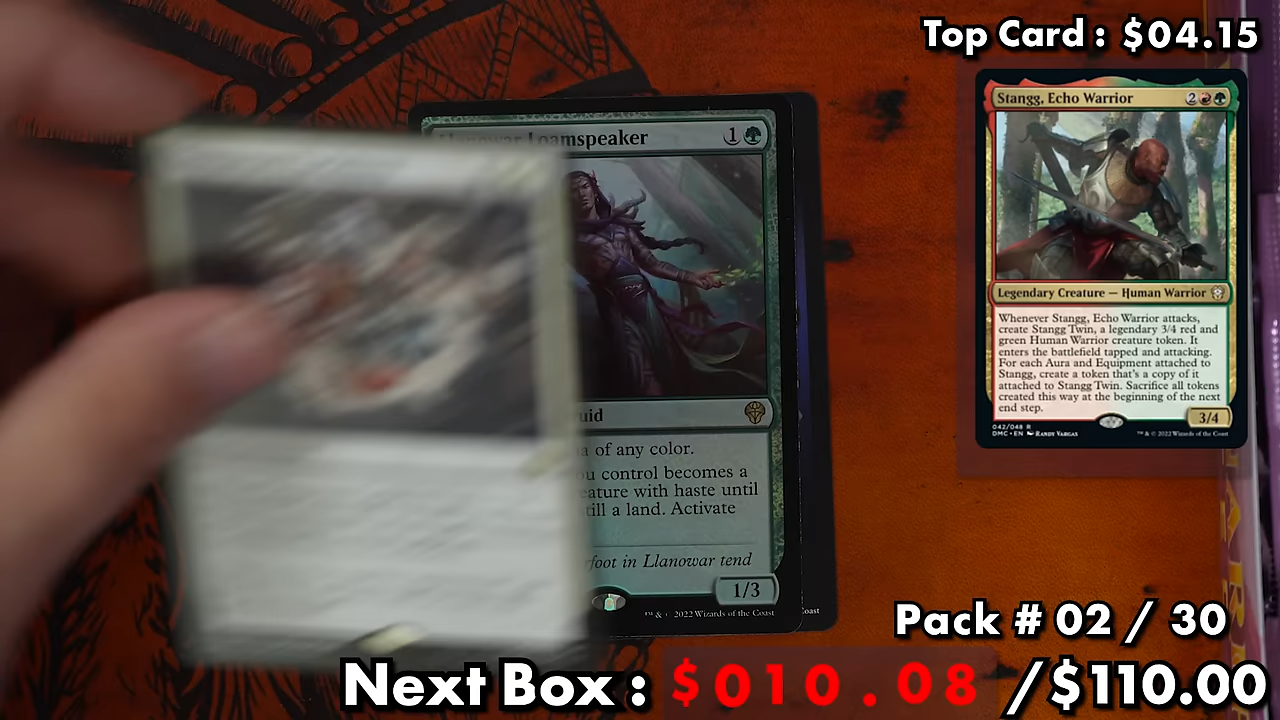 Top Card : $04.15
Stangg, Echo Warrior 2
Legendary Creature — Human Warrior
Whenever Stangg, Echo Warrior attacks,
create Stangg Twin, a legendary 3/4 red and
green Human Warrior creature token. It
enters the battlefield tapped and attacking.
For each Aura and Equipment attached to
Stangg, create a token that's a copy of it
attached to Stangg Twin. Sacrifice all tokens
created this way at the beginning of the next
end step.
3/4
042/048 R
DMC • EN RANDY VARGAS ™ & © 2022 Wizards of the Coast
Loamspeaker 1
of any color.
control becomes a
with haste until
a land. Activate
in Llanowar tend
1/3
™ & © 2022 Wizards of the Coast
Coast
Pack # 02 / 30
Next Box : $010.08 /$110.00